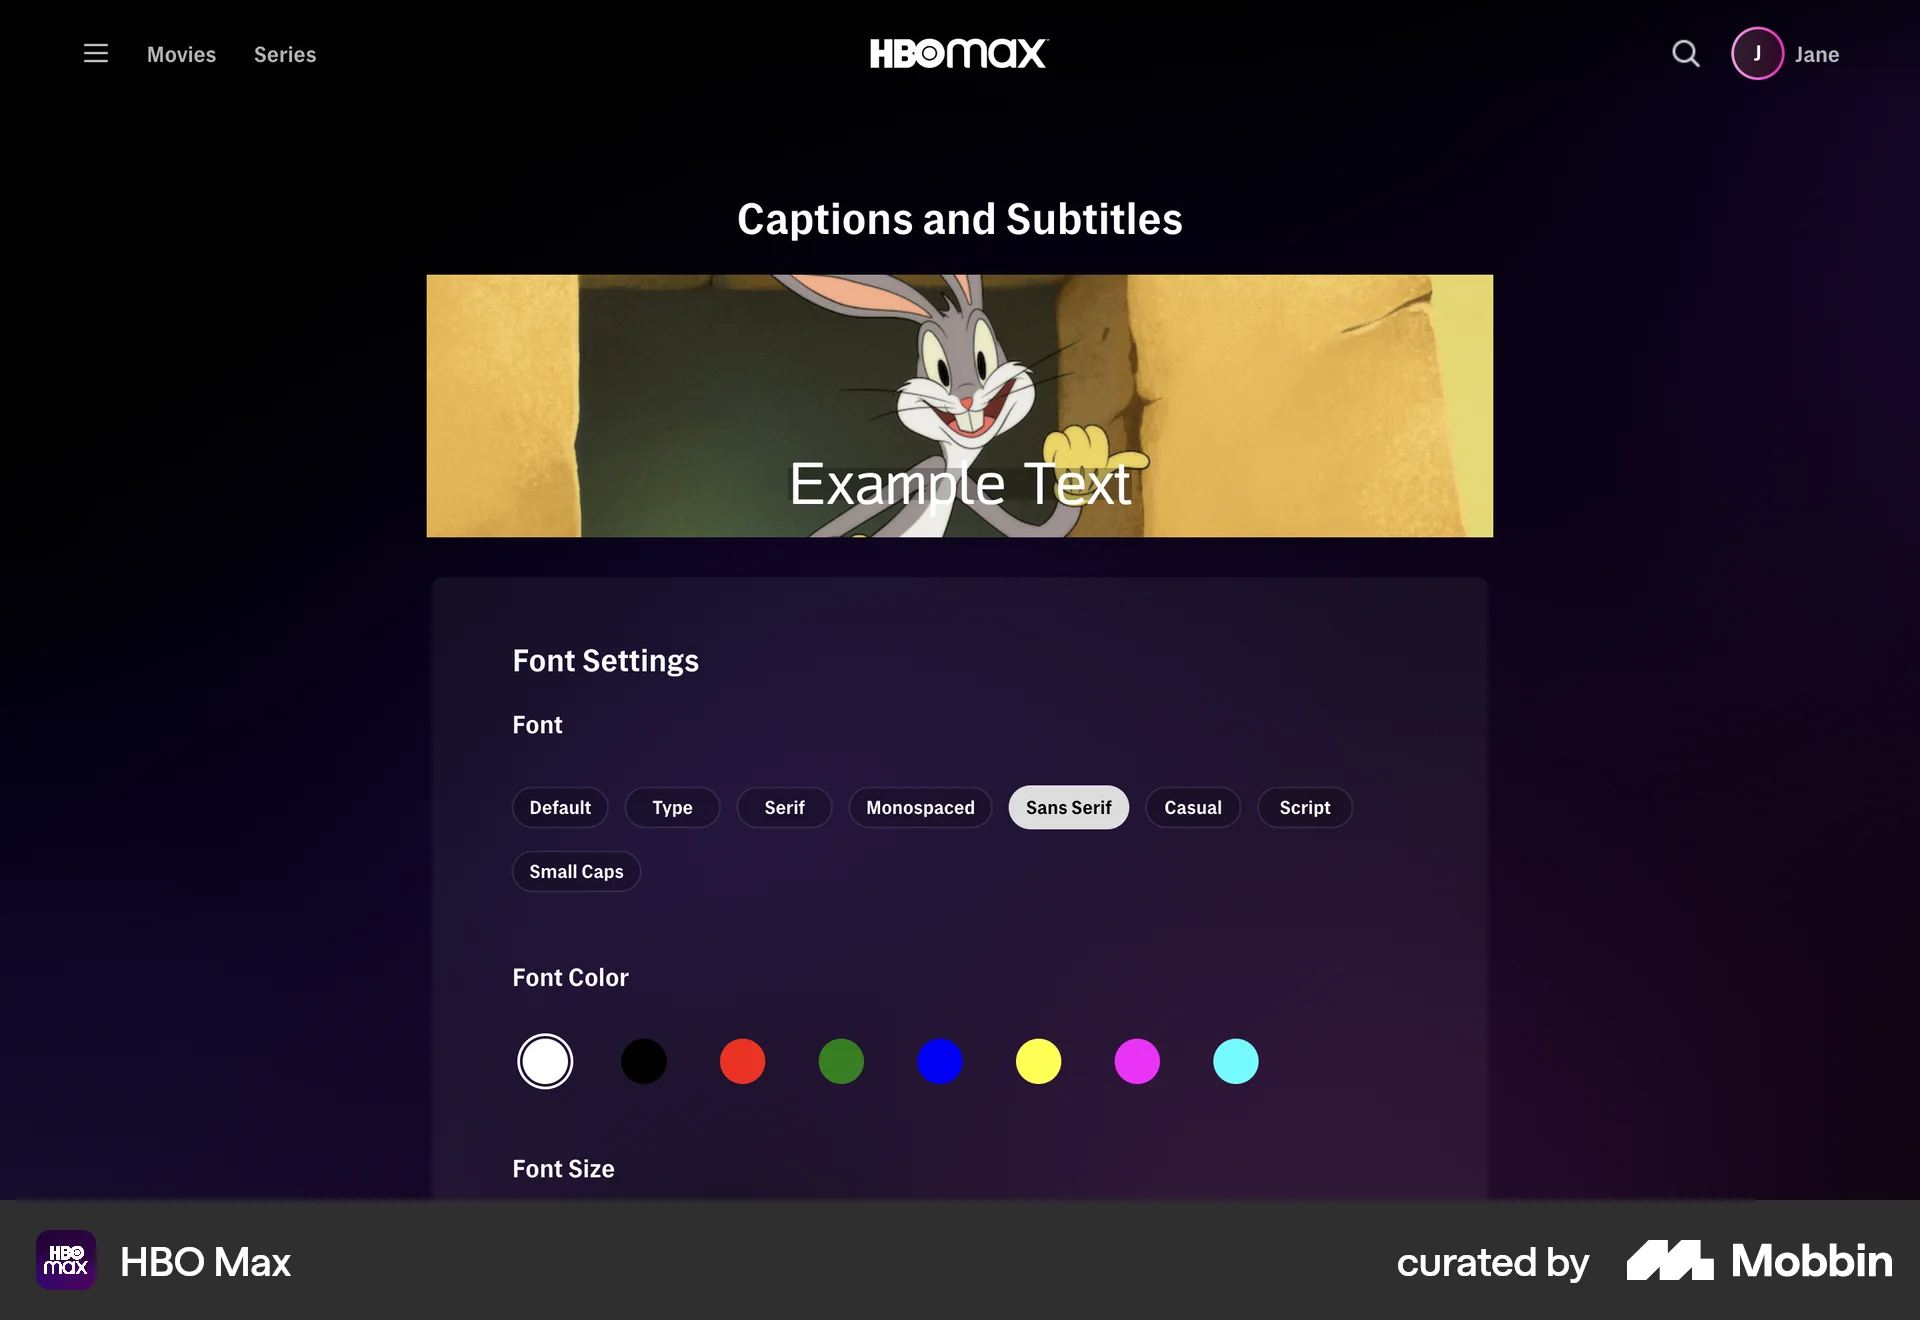 Movies
Series
HBOmax
J
Jane
Captions and Subtitles
Example Text
Font Settings
Font
Default
Type
Serif
Monospaced
Sans Serif
Casual
Script
Small Caps
Font Color
Font Size
HBO
max
HBO Max
curated by
Mobbin